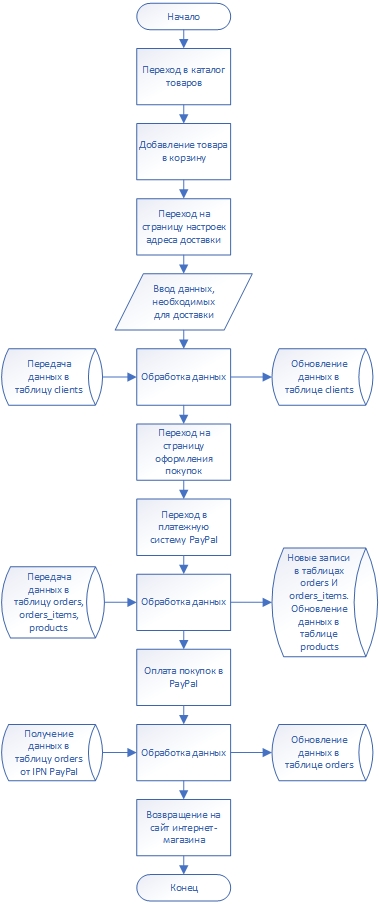 Начало
Переход в каталог
товаров
Добавление товара
в корзину
Переход на
страницу настроек
адреса доставки
Ввод данных,
необходимых
для доставки
Передача
данных в
таблицу clients
Обработка данных
Обновление
данных в
таблице clients
Переход на
страницу
оформления
покупок
Переход в
платежную
систему PayPal
Передача
данных в
таблицу orders,
orders_items,
products
Обработка данных
Новые записи
в таблицах
orders И
orders_items.
Обновление
данных в
таблице
products
Оплата покупок в
PayPal
Получение
данных в
таблицу orders
от IPN PayPal
Обработка данных
Обновление
данных в
таблице orders
Возвращение на
сайт интернет-
магазина
Конец